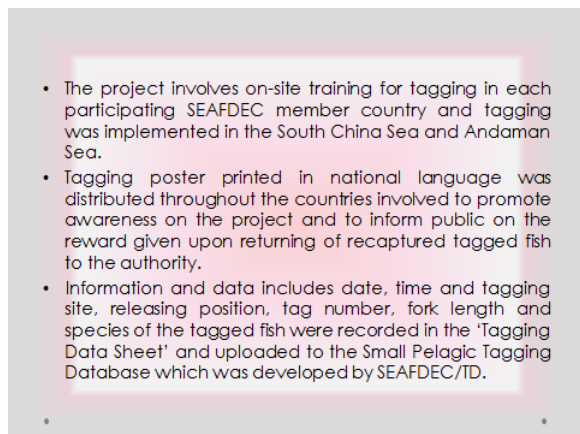 • The project involves on-site training for tagging in each
participating SEAFDEC member country and tagging
was implemented in the South China Sea and Andaman
Sea.
• Tagging poster printed in national language was
distributed throughout the countries involved to promote
awareness on the project and to inform public on the
reward given upon returning of recaptured tagged fish
to the authority.
• Information and data includes date, time and tagging
site, releasing position, tag number, fork length and
species of the tagged fish were recorded in the ‘Tagging
Data Sheet’ and uploaded to the Small Pelagic Tagging
Database which was developed by SEAFDEC/TD.